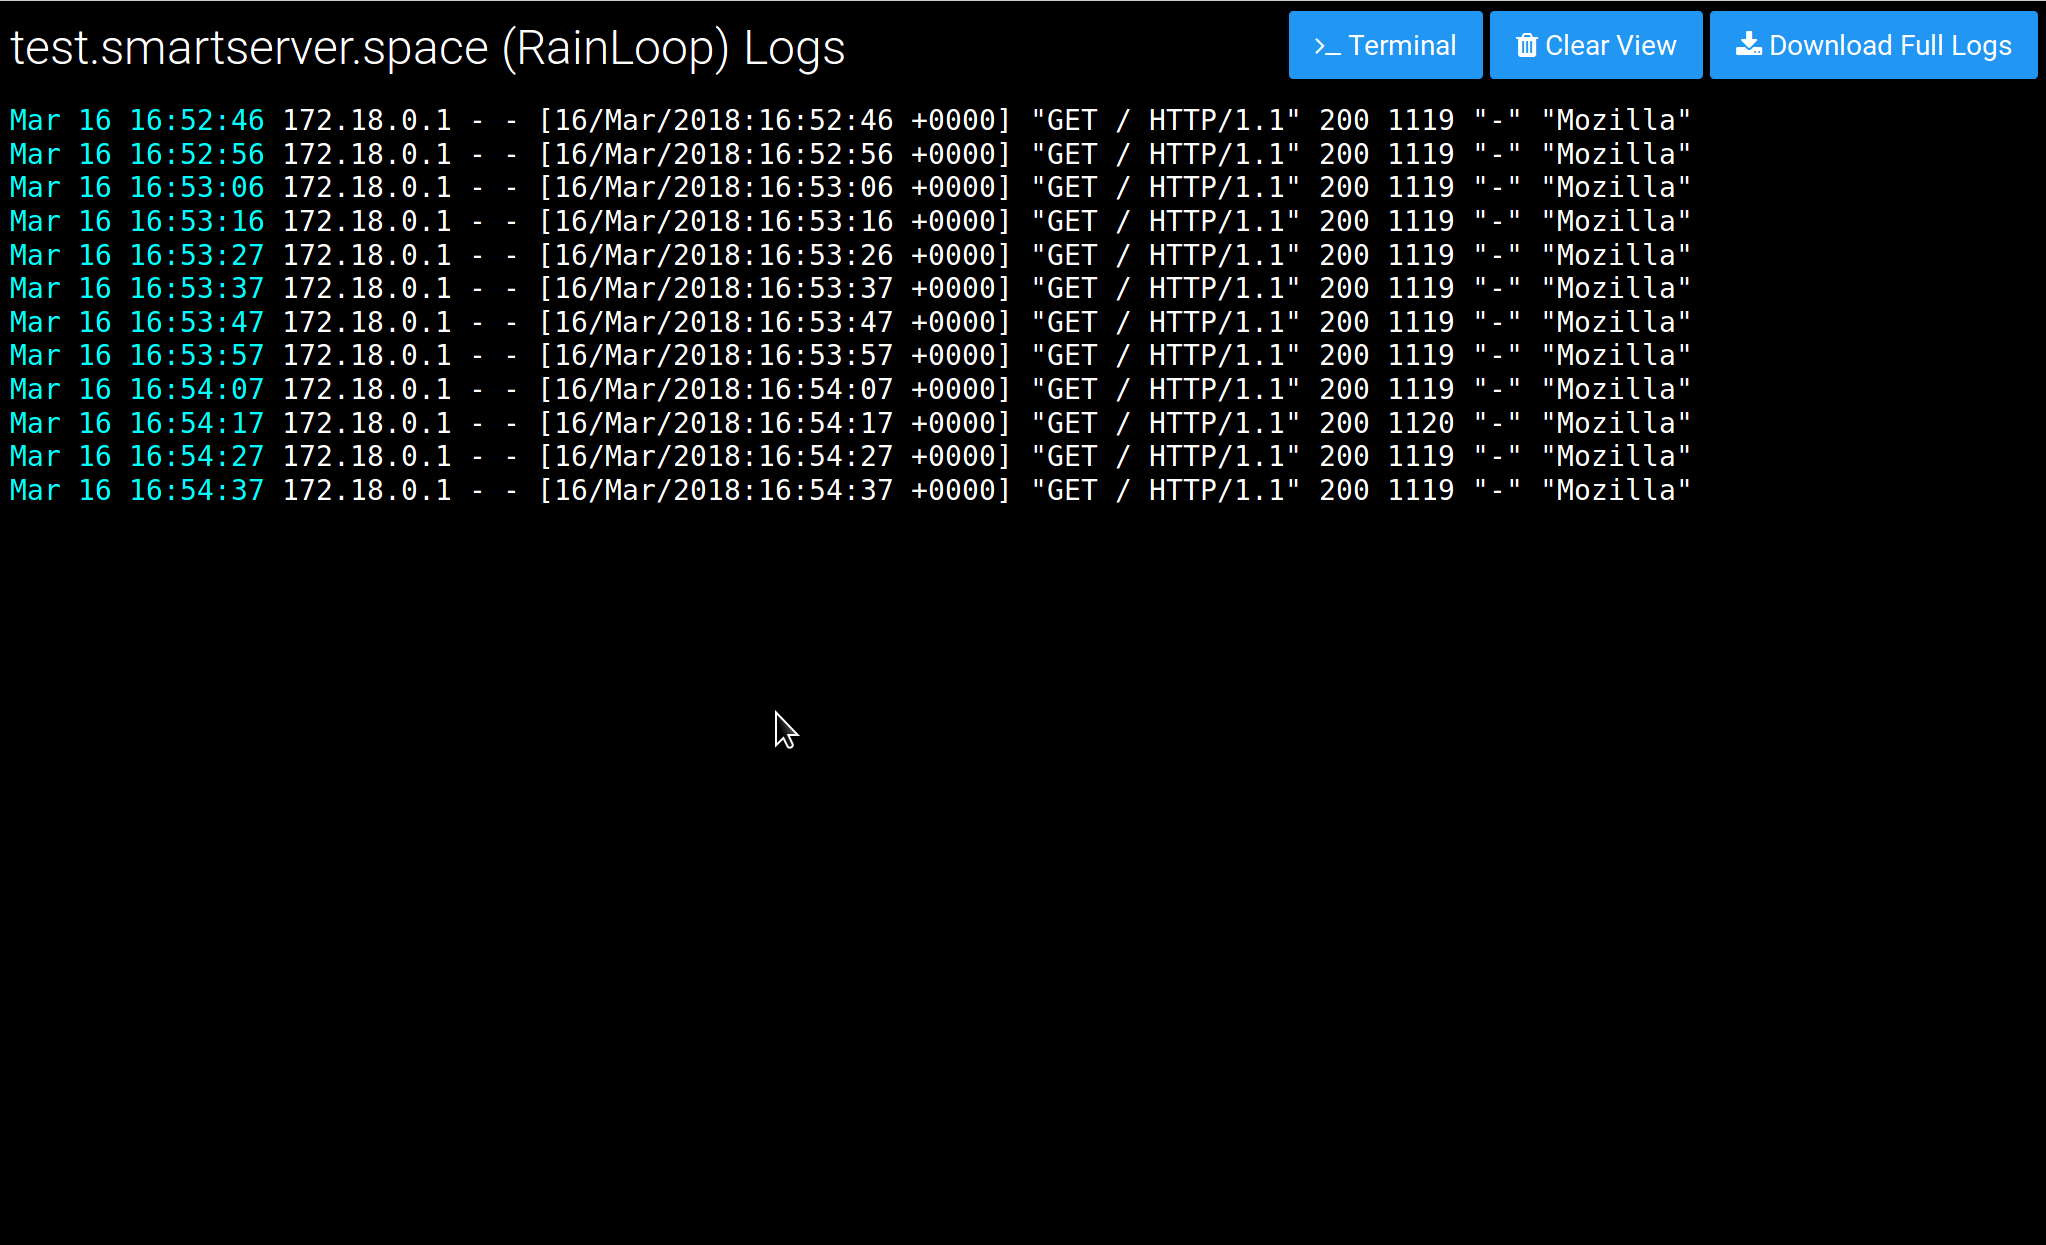 test.smartserver.space (RainLoop) Logs
>_ Terminal
Clear View
Download Full Logs
Mar 16 16:52:46 172.18.0.1 - - [16/Mar/2018:16:52:46 +0000] "GET / HTTP/1.1" 200 1119 "-" "Mozilla"
Mar 16 16:52:56 172.18.0.1 - - [16/Mar/2018:16:52:56 +0000] "GET / HTTP/1.1" 200 1119 "-" "Mozilla"
Mar 16 16:53:06 172.18.0.1 - - [16/Mar/2018:16:53:06 +0000] "GET / HTTP/1.1" 200 1119 "-" "Mozilla"
Mar 16 16:53:16 172.18.0.1 - - [16/Mar/2018:16:53:16 +0000] "GET / HTTP/1.1" 200 1119 "-" "Mozilla"
Mar 16 16:53:27 172.18.0.1 - - [16/Mar/2018:16:53:26 +0000] "GET / HTTP/1.1" 200 1119 "-" "Mozilla"
Mar 16 16:53:37 172.18.0.1 - - [16/Mar/2018:16:53:37 +0000] "GET / HTTP/1.1" 200 1119 "-" "Mozilla"
Mar 16 16:53:47 172.18.0.1 - - [16/Mar/2018:16:53:47 +0000] "GET / HTTP/1.1" 200 1119 "-" "Mozilla"
Mar 16 16:53:57 172.18.0.1 - - [16/Mar/2018:16:53:57 +0000] "GET / HTTP/1.1" 200 1119 "-" "Mozilla"
Mar 16 16:54:07 172.18.0.1 - - [16/Mar/2018:16:54:07 +0000] "GET / HTTP/1.1" 200 1119 "-" "Mozilla"
Mar 16 16:54:17 172.18.0.1 - - [16/Mar/2018:16:54:17 +0000] "GET / HTTP/1.1" 200 1120 "-" "Mozilla"
Mar 16 16:54:27 172.18.0.1 - - [16/Mar/2018:16:54:27 +0000] "GET / HTTP/1.1" 200 1119 "-" "Mozilla"
Mar 16 16:54:37 172.18.0.1 - - [16/Mar/2018:16:54:37 +0000] "GET / HTTP/1.1" 200 1119 "-" "Mozilla"